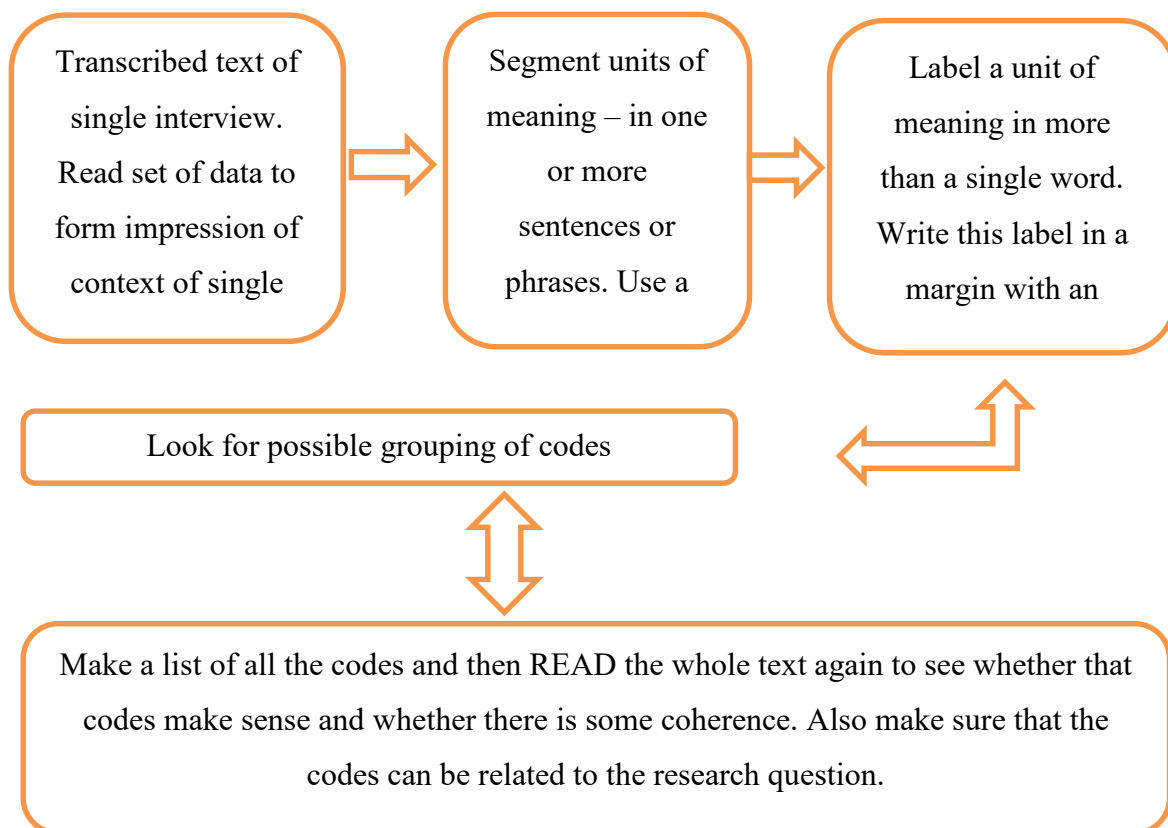 Transcribed text of
single interview.
Read set of data to
form impression of
context of single
Segment units of
meaning – in one
or more
sentences or
phrases. Use a
Label a unit of
meaning in more
than a single word.
Write this label in a
margin with an
Look for possible grouping of codes
Make a list of all the codes and then READ the whole text again to see whether that
codes make sense and whether there is some coherence. Also make sure that the
codes can be related to the research question.